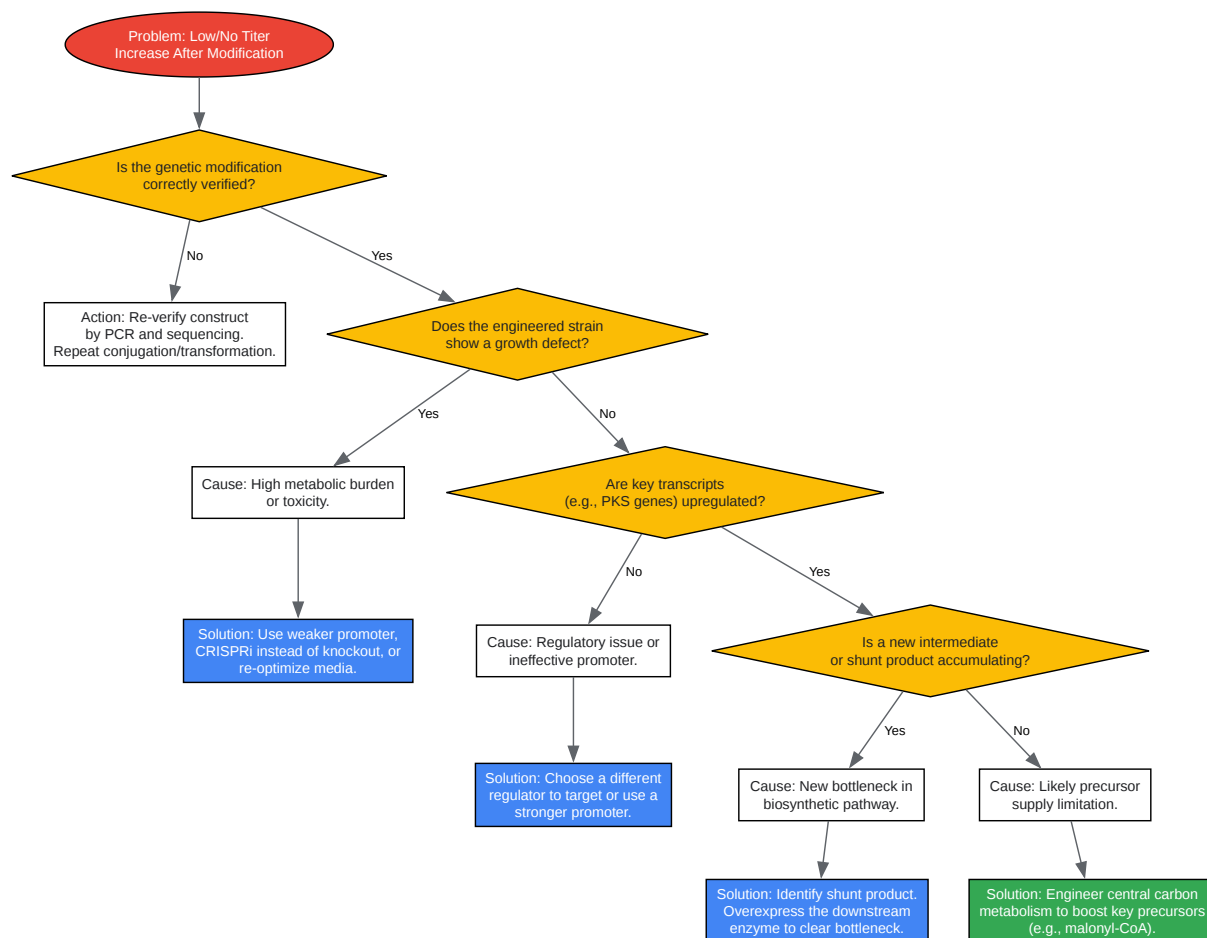 Problem: Low/No Titer
Increase After Modification
Is the genetic modification
correctly verified?
No
Yes
Action: Re-verify construct
by PCR and sequencing.
Repeat conjugation/transformation.
Does the engineered strain
show a growth defect?
Yes
No
Cause: High metabolic burden
or toxicity.
Are key transcripts
(e.g., PKS genes) upregulated?
Solution: Use weaker promoter,
CRISPRi instead of knockout, or
re-optimize media.
No
Yes
Cause: Regulatory issue or
ineffective promoter.
Is a new intermediate
or shunt product accumulating?
Solution: Choose a different
regulator to target or use a
stronger promoter.
Yes
No
Cause: New bottleneck in
biosynthetic pathway.
Cause: Likely precursor
supply limitation.
Solution: Identify shunt product.
Overexpress the downstream
enzyme to clear bottleneck.
Solution: Engineer central carbon
metabolism to boost key precursors
(e.g., malonyl-CoA).